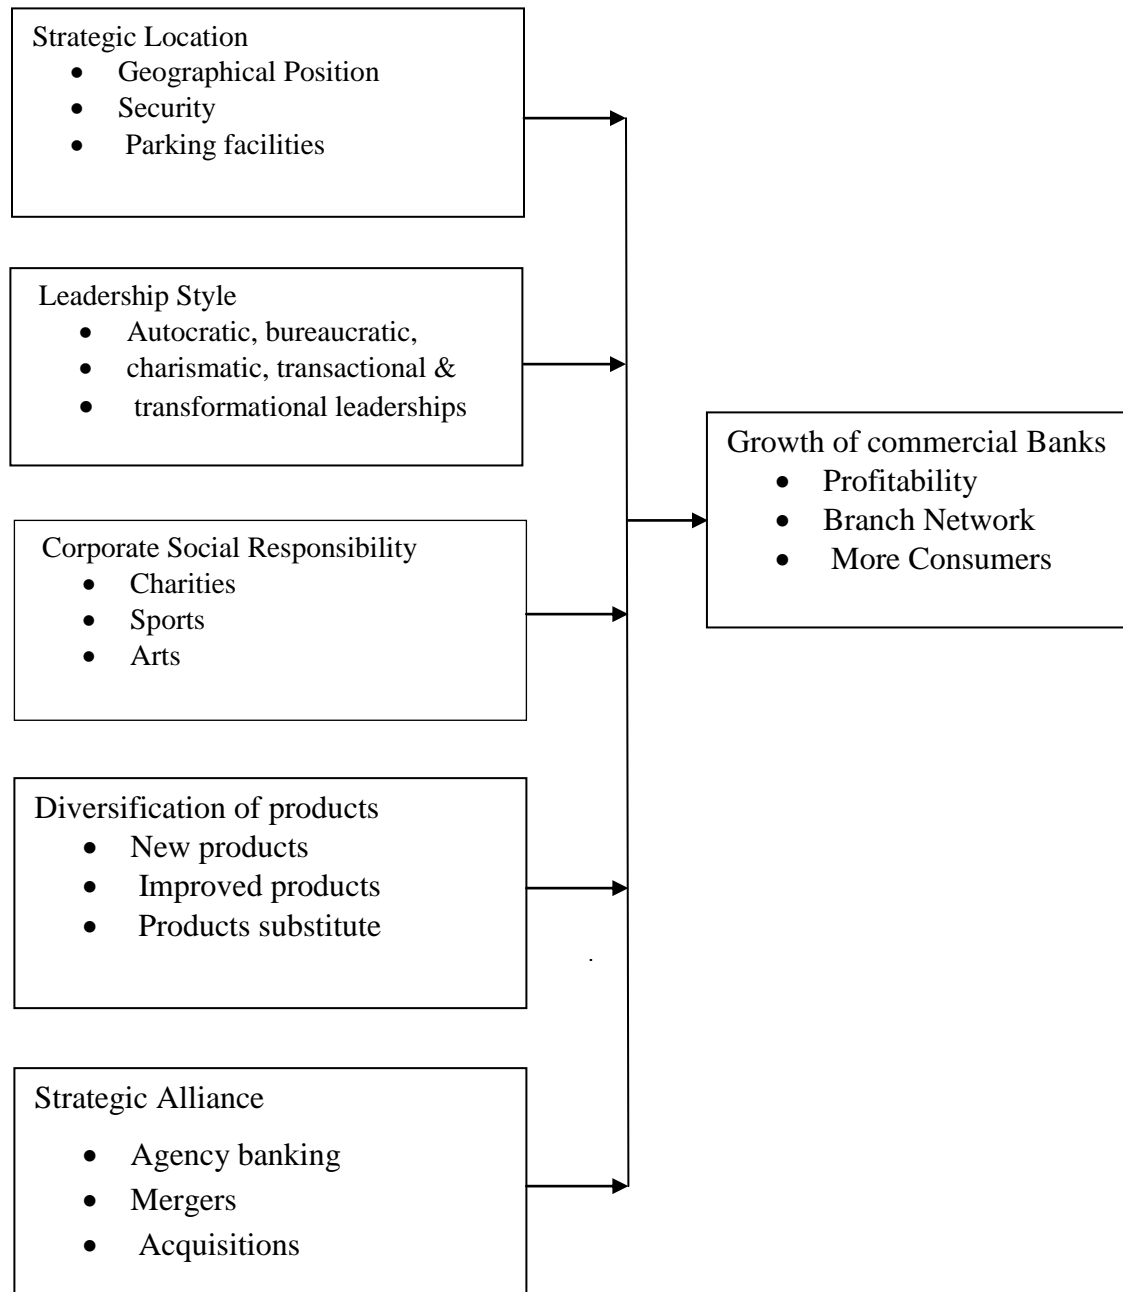 Strategic Location
• Geographical Position
• Security
• Parking facilities
Leadership Style
• Autocratic, bureaucratic,
• charismatic, transactional &
• transformational leaderships
Growth of commercial Banks
• Profitability
• Branch Network
• More Consumers
Corporate Social Responsibility
• Charities
• Sports
• Arts
Diversification of products
• New products
• Improved products
• Products substitute
.
Strategic Alliance
• Agency banking
• Mergers
• Acquisitions